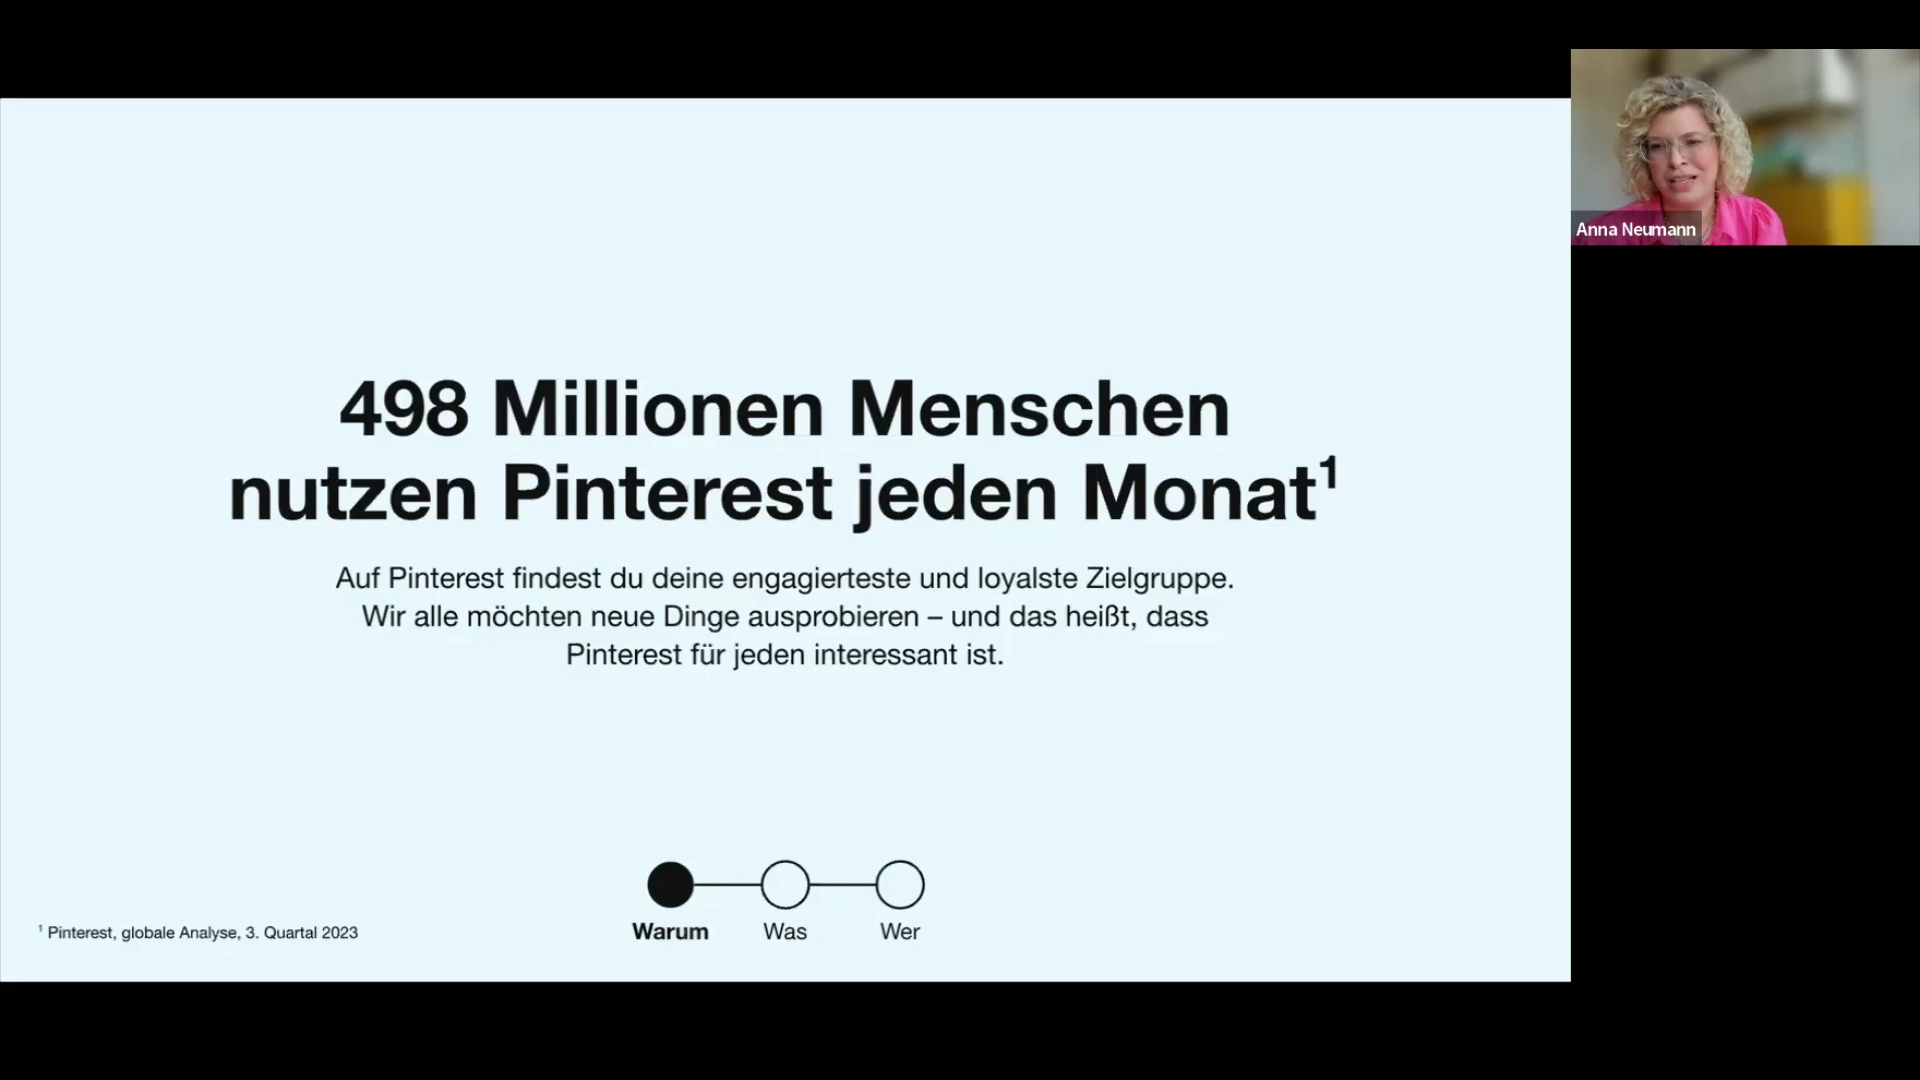 498 Millionen Menschen
nutzen Pinterest jeden Monat¹
Auf Pinterest findest du deine engagierteste und loyalste Zielgruppe.
Wir alle möchten neue Dinge ausprobieren – und das heißt, dass
Pinterest für jeden interessant ist.
Warum
Was
Wer
¹ Pinterest, globale Analyse, 3. Quartal 2023
Anna Neumann